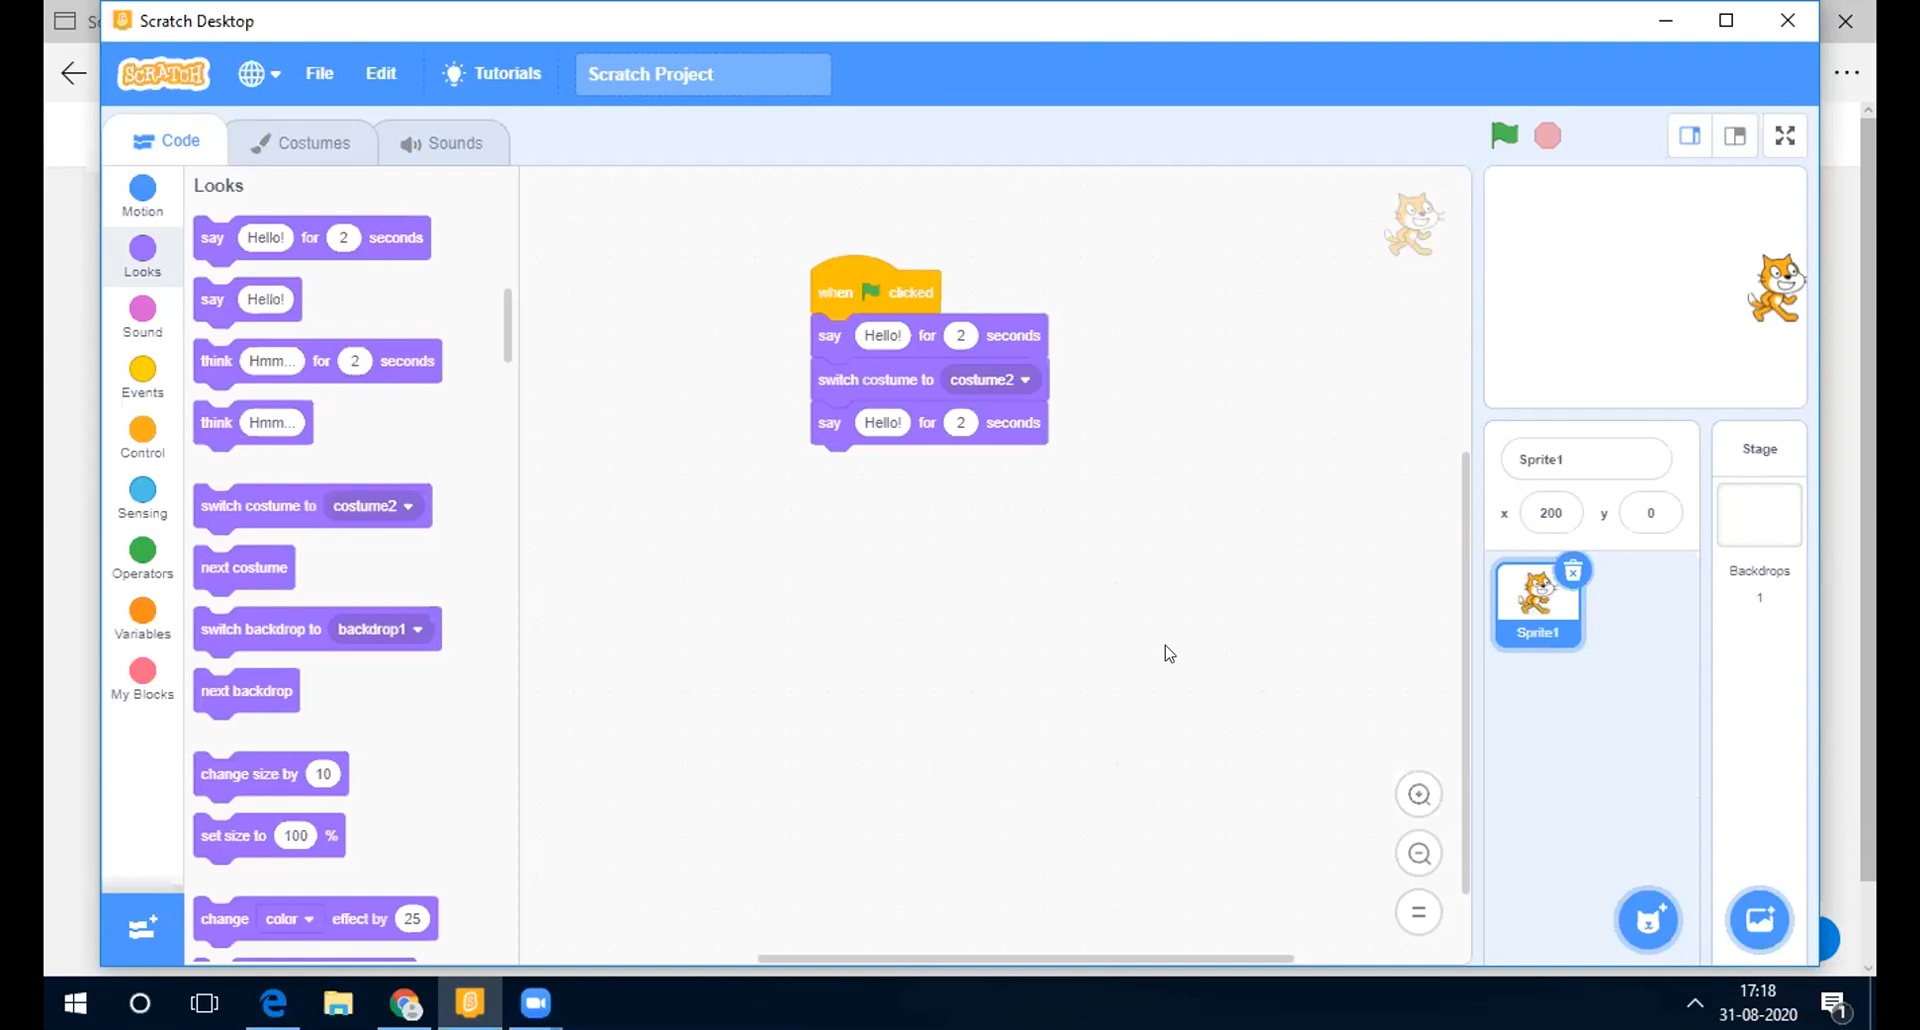 Scratch Desktop
SCRATCH
File
Edit
Tutorials
Scratch Project
Code
Costumes
Sounds
Motion
Looks
Sound
Events
Control
Sensing
Operators
Variables
My Blocks
Looks
say Hello! for 2 seconds
say Hello!
think Hmm... for 2 seconds
think Hmm...
switch costume to costume2
next costume
switch backdrop to backdrop1
next backdrop
change size by 10
set size to 100 %
change color effect by 25
when clicked
say Hello! for 2 seconds
switch costume to costume2
say Hello! for 2 seconds
Sprite1
x 200 y 0
Sprite1
Stage
Backdrops
1
17:18
31-08-2020
1